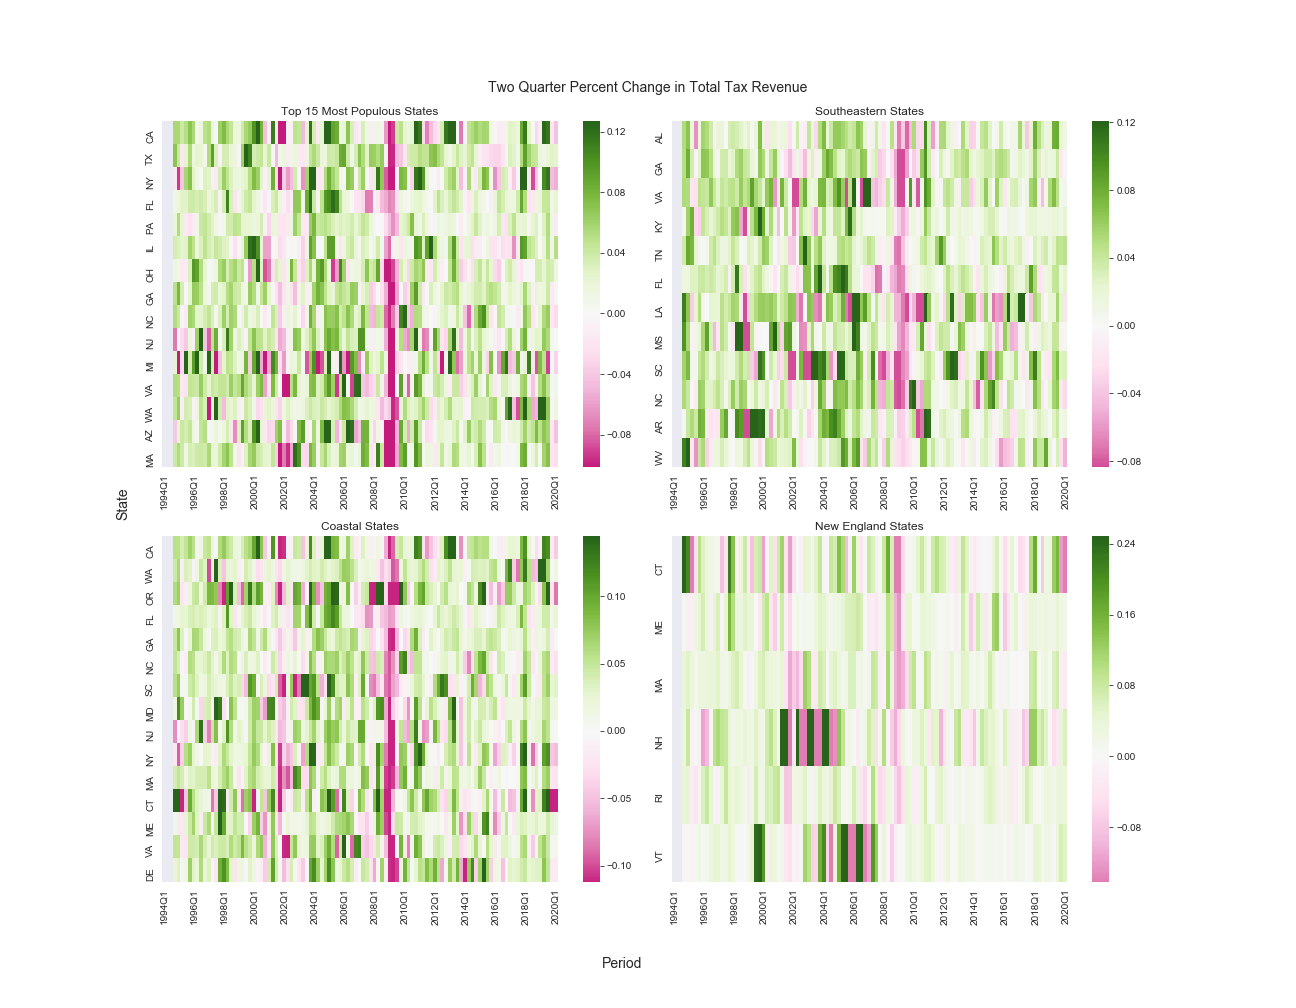 Two Quarter Percent Change in Total Tax Revenue
Top 15 Most Populous States
CA
TX
NY
FL
PA
IL
OH
GA
NC
NJ
MI
VA
WA
AZ
MA
1994Q1
1996Q1
1998Q1
2000Q1
2002Q1
2004Q1
2006Q1
2008Q1
2010Q1
2012Q1
2014Q1
2016Q1
2018Q1
2020Q1
0.12
0.08
0.04
0.00
−0.04
−0.08
Southeastern States
AL
GA
VA
KY
TN
FL
LA
MS
SC
NC
AR
WV
1994Q1
1996Q1
1998Q1
2000Q1
2002Q1
2004Q1
2006Q1
2008Q1
2010Q1
2012Q1
2014Q1
2016Q1
2018Q1
2020Q1
0.12
0.08
0.04
0.00
−0.04
−0.08
State
Coastal States
CA
WA
OR
FL
GA
NC
SC
MD
NJ
NY
MA
CT
ME
VA
DE
1994Q1
1996Q1
1998Q1
2000Q1
2002Q1
2004Q1
2006Q1
2008Q1
2010Q1
2012Q1
2014Q1
2016Q1
2018Q1
2020Q1
0.10
0.05
0.00
−0.05
−0.10
New England States
CT
ME
MA
NH
RI
VT
1994Q1
1996Q1
1998Q1
2000Q1
2002Q1
2004Q1
2006Q1
2008Q1
2010Q1
2012Q1
2014Q1
2016Q1
2018Q1
2020Q1
0.24
0.16
0.08
0.00
−0.08
Period